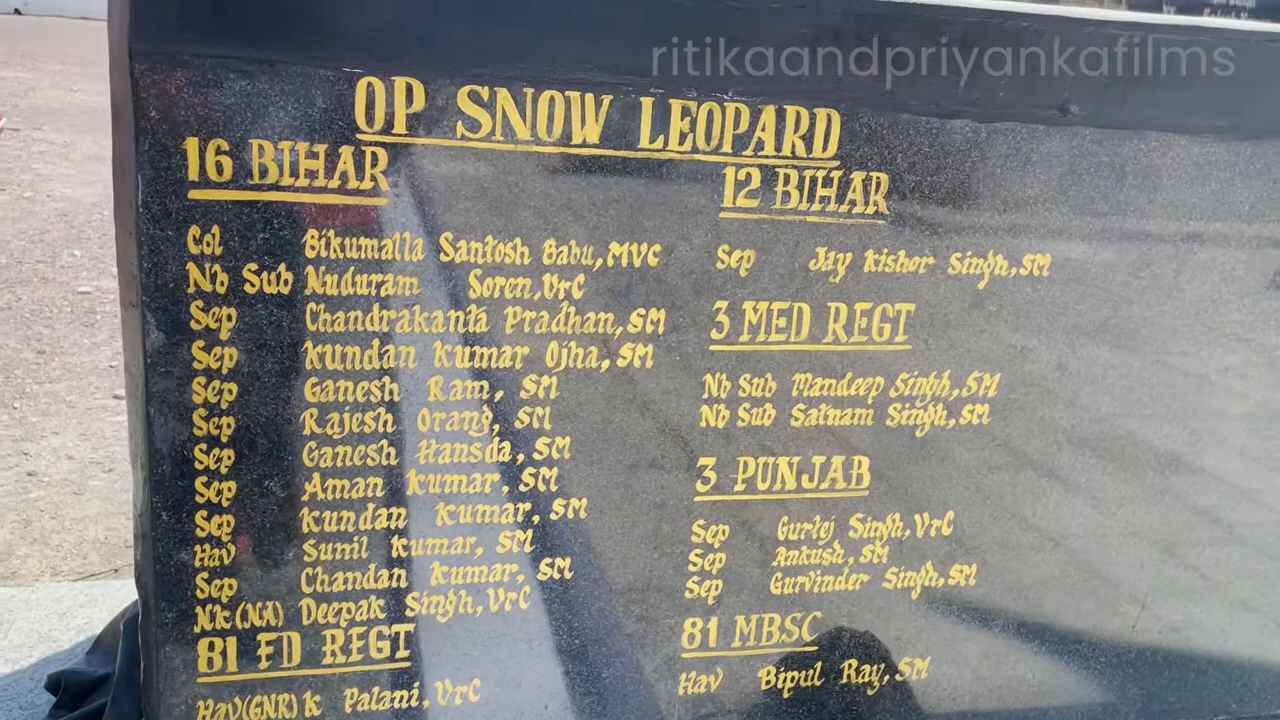 ritikaandpriyankafilms
OP SNOW LEOPARD
16 BIHAR
Col Bikumalla Santosh Babu, MVC
Nb Sub Nuduram Soren, VrC
Sep Chandrakanta Pradhan, SM
Sep Kundan Kumar Ojha, SM
Sep Ganesh Ram, SM
Sep Rajesh Orang, SM
Sep Ganesh Hansda, SM
Sep Aman Kumar, SM
Sep Kundan Kumar, SM
Hav Sunil Kumar, SM
Sep Chandan Kumar, SM
Nk(NA) Deepak Singh, VrC
81 FD REGT
Hav(GNR) K Palani, VrC
12 BIHAR
Sep Jay Kishor Singh, SM
3 MED REGT
Nb Sub Mandeep Singh, SM
Nb Sub Satnam Singh, SM
3 PUNJAB
Sep Gurtej Singh, VrC
Sep Ankush, SM
Sep Gurvinder Singh, SM
81 MBSC
Hav Bipul Ray, SM